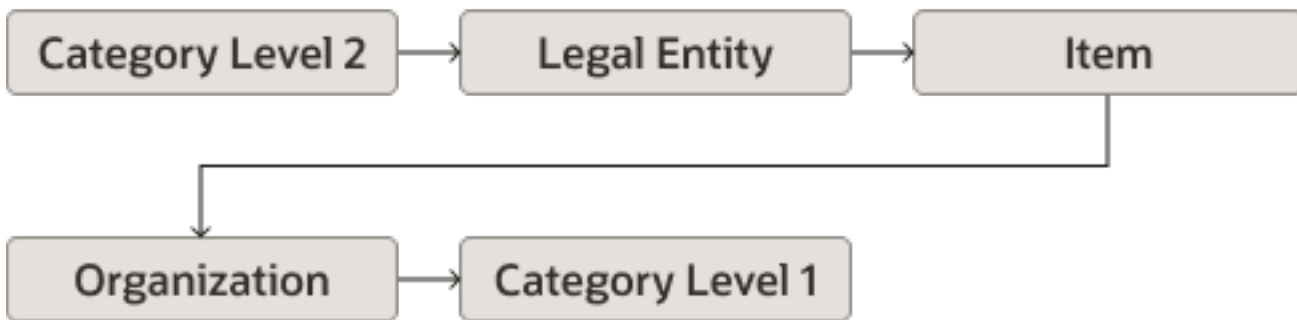 Category Level 2
Legal Entity
Item
Organization
Category Level 1